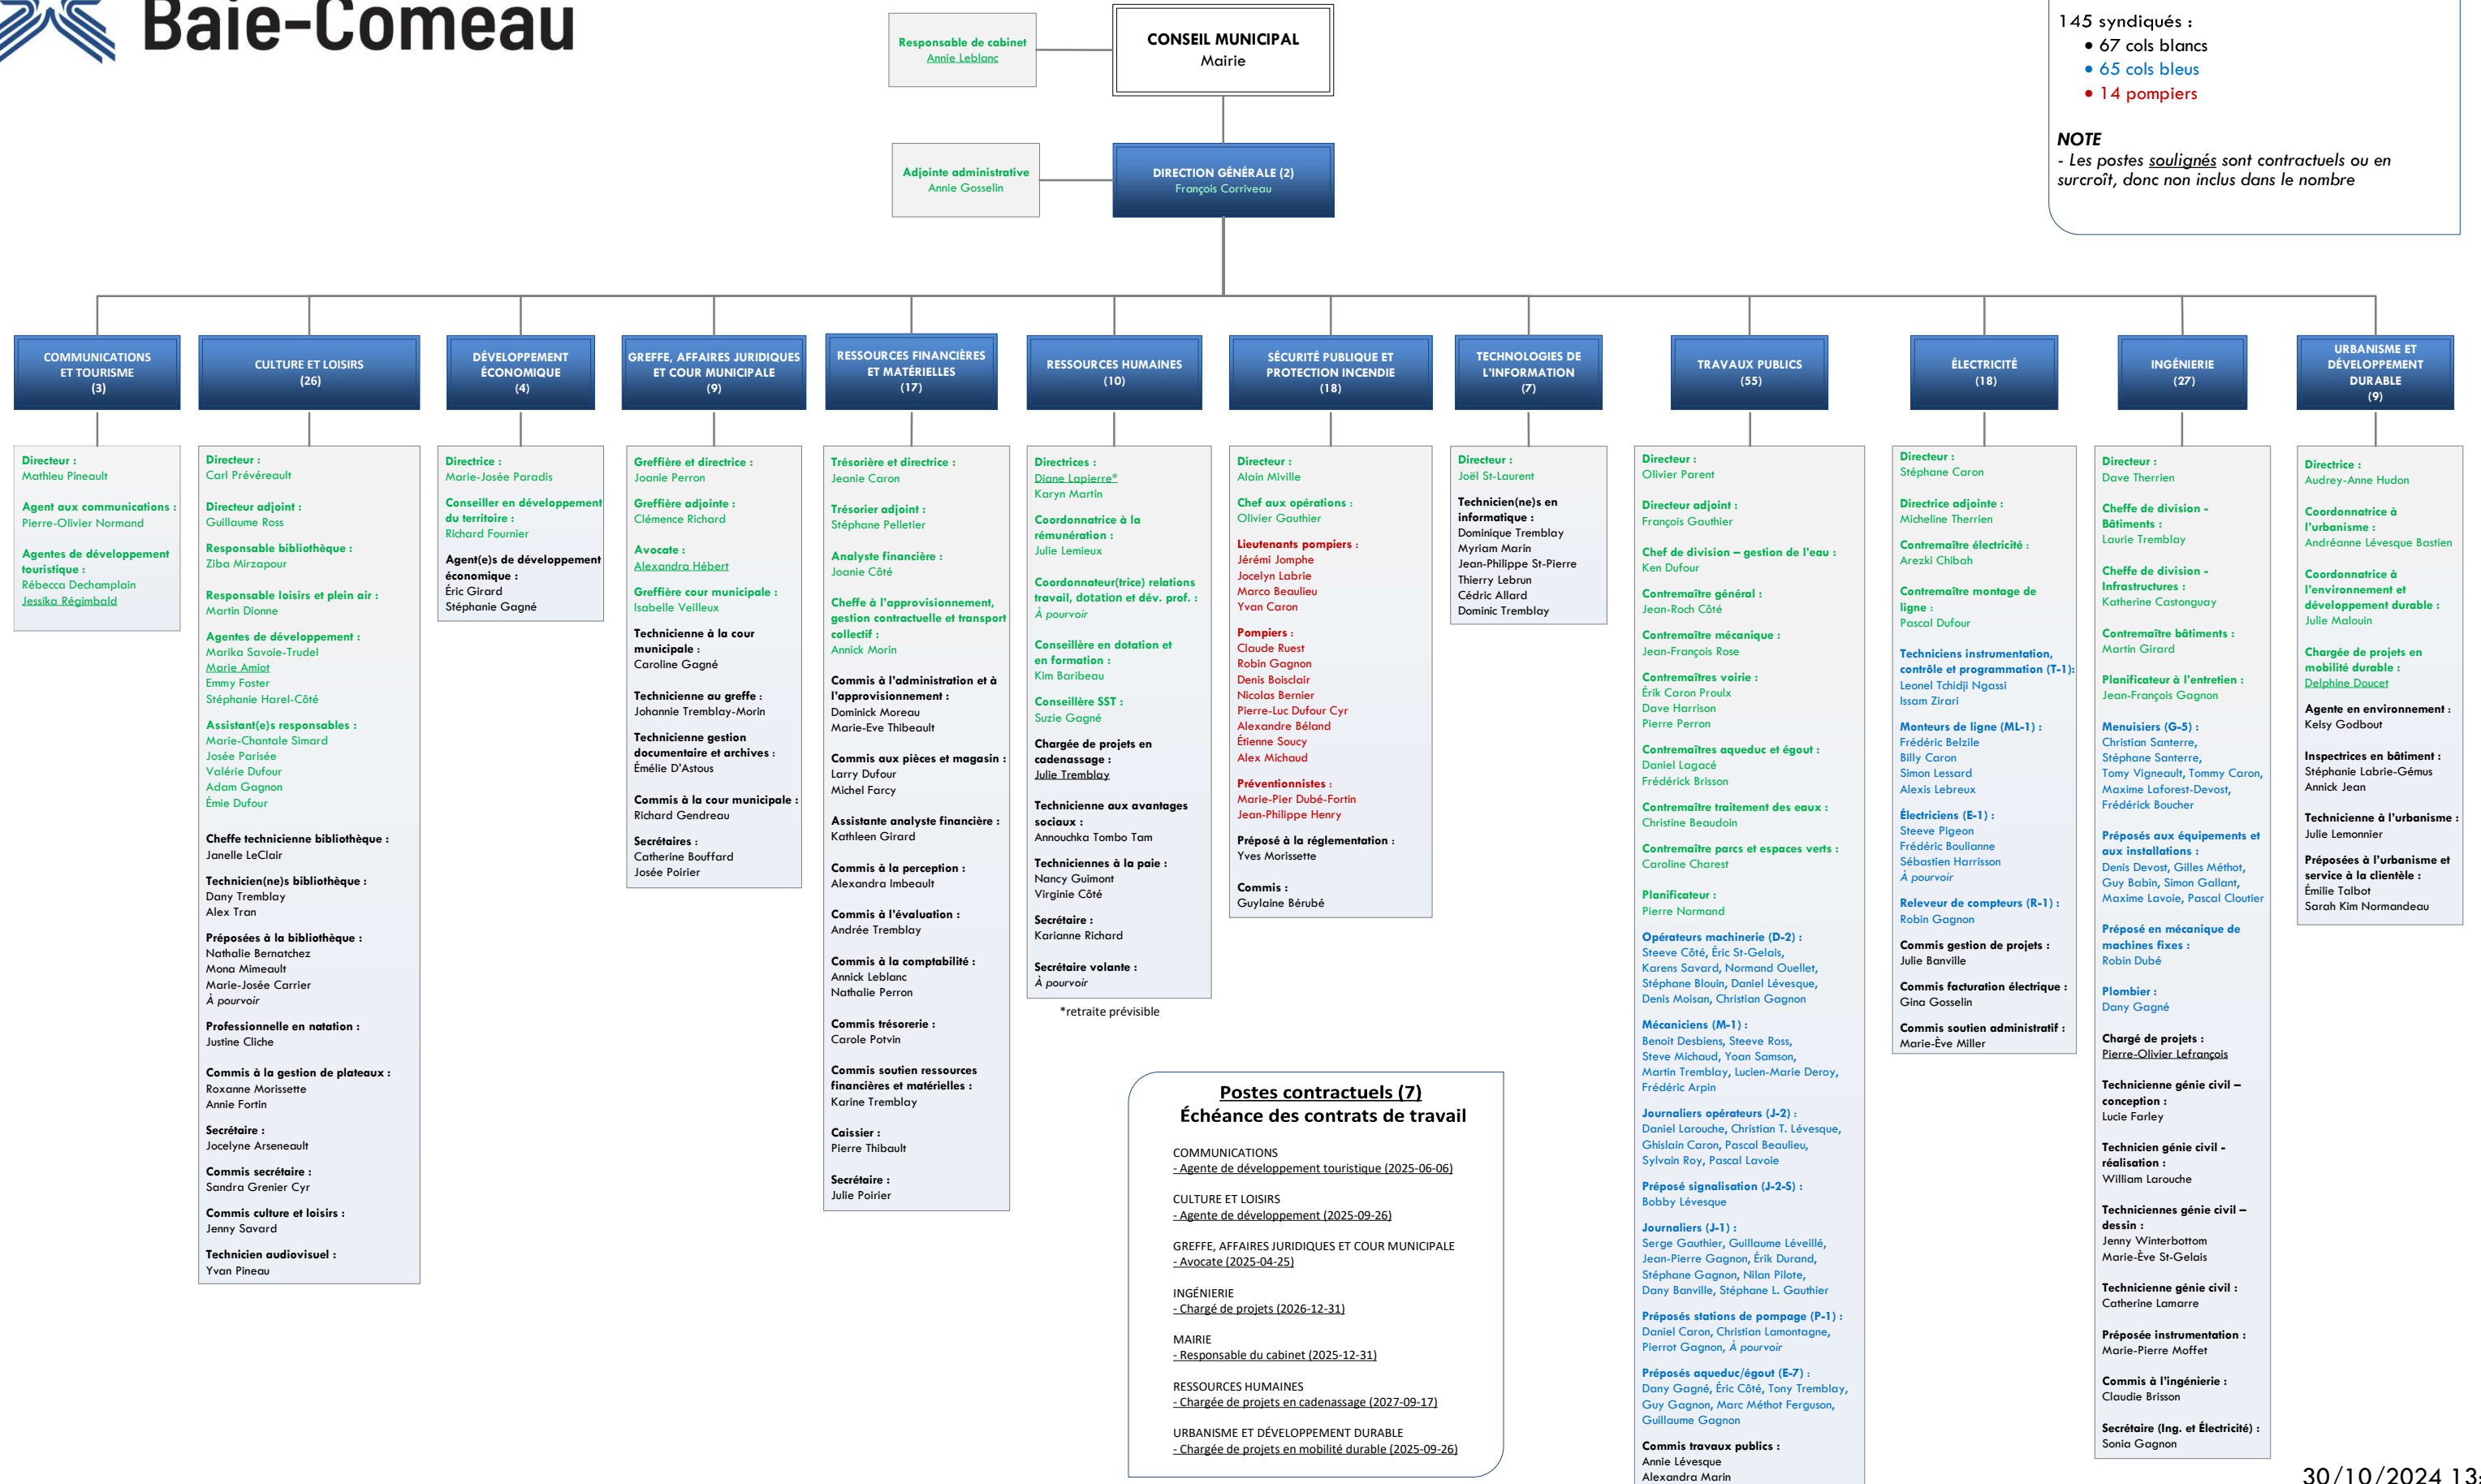 Baie-Comeau
Responsable de cabinet
Annie Leblanc
CONSEIL MUNICIPAL
Mairie
Adjointe administrative
Annie Gosselin
DIRECTION GÉNÉRALE (2)
François Corriveau
145 syndiqués :
• 67 cols blancs
• 65 cols bleus
• 14 pompiers
NOTE
- Les postes soulignés sont contractuels ou en
surcroît, donc non inclus dans le nombre
COMMUNICATIONS
ET TOURISME
(3)
Directeur :
Mathieu Pineault
Agent aux communications :
Pierre-Olivier Normand
Agentes de développement
touristique :
Rébecca Dechamplain
Jessika Régimbald
CULTURE ET LOISIRS
(26)
Directeur :
Carl Prévéreault
Directeur adjoint :
Guillaume Ross
Responsable bibliothèque :
Ziba Mirzapour
Responsable loisirs et plein air :
Martin Dionne
Agentes de développement :
Marika Savoie-Trudel
Marie Amiot
Emmy Foster
Stéphanie Harel-Côté
Assistant(e)s responsables :
Marie-Chantale Simard
Josée Parisée
Valérie Dufour
Adam Gagnon
Émie Dufour
Cheffe technicienne bibliothèque :
Janelle LeClair
Technicien(ne)s bibliothèque :
Dany Tremblay
Alex Tran
Préposées à la bibliothèque :
Nathalie Bernatchez
Mona Mimeault
Marie-Josée Carrier
À pourvoir
Professionnelle en natation :
Justine Cliche
Commis à la gestion de plateaux :
Roxanne Morissette
Annie Fortin
Secrétaire :
Jocelyne Arseneault
Commis secrétaire :
Sandra Grenier Cyr
Commis culture et loisirs :
Jenny Savard
Technicien audiovisuel :
Yvan Pineau
DÉVELOPPEMENT
ÉCONOMIQUE
(4)
Directrice :
Marie-Josée Paradis
Conseiller en développement
du territoire :
Richard Fournier
Agent(e)s de développement
économique :
Éric Girard
Stéphanie Gagné
GREFFE, AFFAIRES JURIDIQUES
ET COUR MUNICIPALE
(9)
Greffière et directrice :
Joanie Perron
Greffière adjointe :
Clémence Richard
Avocate :
Alexandra Hébert
Greffière cour municipale :
Isabelle Veilleux
Technicienne à la cour
municipale :
Caroline Gagné
Technicienne au greffe :
Johannie Tremblay-Morin
Technicienne gestion
documentaire et archives :
Émélie D'Astous
Commis à la cour municipale :
Richard Gendreau
Secrétaires :
Catherine Bouffard
Josée Poirier
RESSOURCES FINANCIÈRES
ET MATÉRIELLES
(17)
Trésorière et directrice :
Jeanie Caron
Trésorier adjoint :
Stéphane Pelletier
Analyste financière :
Joanie Côté
Cheffe à l'approvisionnement,
gestion contractuelle et transport
collectif :
Annick Morin
Commis à l'administration et à
l'approvisionnement :
Dominick Moreau
Marie-Eve Thibeault
Commis aux pièces et magasin :
Larry Dufour
Michel Farcy
Assistante analyste financière :
Kathleen Girard
Commis à la perception :
Alexandra Imbeault
Commis à l'évaluation :
Andrée Tremblay
Commis à la comptabilité :
Annick Leblanc
Nathalie Perron
Commis trésorerie :
Carole Potvin
Commis soutien ressources
financières et matérielles :
Karine Tremblay
Caissier :
Pierre Thibault
Secrétaire :
Julie Poirier
RESSOURCES HUMAINES
(10)
Directrices :
Diane Lapierre*
Karyn Martin
Coordonnatrice à la
rémunération :
Julie Lemieux
Coordonnateur(trice) relations
travail, dotation et dév. prof. :
À pourvoir
Conseillère en dotation et
en formation :
Kim Baribeau
Conseillère SST :
Suzie Gagné
Chargée de projets en
cadenassage :
Julie Tremblay
Technicienne aux avantages
sociaux :
Annouchka Tombo Tam
Techniciennes à la paie :
Nancy Guimont
Virginie Côté
Secrétaire :
Karianne Richard
Secrétaire volante :
À pourvoir
*retraite prévisible
SÉCURITÉ PUBLIQUE ET
PROTECTION INCENDIE
(18)
Directeur :
Alain Miville
Chef aux opérations :
Olivier Gauthier
Lieutenants pompiers :
Jérémi Jomphe
Jocelyn Labrie
Marco Beaulieu
Yvan Caron
Pompiers :
Claude Ruest
Robin Gagnon
Denis Boisclair
Nicolas Bernier
Pierre-Luc Dufour Cyr
Alexandre Béland
Étienne Soucy
Alex Michaud
Préventionnistes :
Marie-Pier Dubé-Fortin
Jean-Philippe Henry
Préposé à la réglementation :
Yves Morissette
Commis :
Guylaine Bérubé
TECHNOLOGIES DE
L'INFORMATION
(7)
Directeur :
Joël St-Laurent
Technicien(ne)s en
informatique :
Dominique Tremblay
Myriam Marin
Jean-Philippe St-Pierre
Thierry Lebrun
Cédric Allard
Dominic Tremblay
TRAVAUX PUBLICS
(55)
Directeur :
Olivier Parent
Directeur adjoint :
François Gauthier
Chef de division – gestion de l'eau :
Ken Dufour
Contremaître général :
Jean-Roch Côté
Contremaître mécanique :
Jean-François Rose
Contremaîtres voirie :
Érik Caron Proulx
Dave Harrison
Pierre Perron
Contremaîtres aqueduc et égout :
Daniel Lagacé
Frédérick Brisson
Contremaître traitement des eaux :
Christine Beaudoin
Contremaître parcs et espaces verts :
Caroline Charest
Planificateur :
Pierre Normand
Opérateurs machinerie (D-2) :
Steeve Côté, Éric St-Gelais,
Karens Savard, Normand Ouellet,
Stéphane Blouin, Daniel Lévesque,
Denis Moisan, Christian Gagnon
Mécaniciens (M-1) :
Benoit Desbiens, Steeve Ross,
Steve Michaud, Yoan Samson,
Martin Tremblay, Lucien-Marie Deroy,
Frédéric Arpin
Journaliers opérateurs (J-2) :
Daniel Larouche, Christian T. Lévesque,
Ghislain Caron, Pascal Beaulieu,
Sylvain Roy, Pascal Lavoie
Préposé signalisation (J-2-S) :
Bobby Lévesque
Journaliers (J-1) :
Serge Gauthier, Guillaume Léveillé,
Jean-Pierre Gagnon, Érik Durand,
Stéphane Gagnon, Nilan Pilote,
Dany Banville, Stéphane L. Gauthier
Préposés stations de pompage (P-1) :
Daniel Caron, Christian Lamontagne,
Pierrot Gagnon, À pourvoir
Préposés aqueduc/égout (E-7) :
Dany Gagné, Éric Côté, Tony Tremblay,
Guy Gagnon, Marc Méthot Ferguson,
Guillaume Gagnon
Commis travaux publics :
Annie Lévesque
Alexandra Marin
ÉLECTRICITÉ
(18)
Directeur :
Stéphane Caron
Directrice adjointe :
Micheline Therrien
Contremaître électricité :
Arezki Chibah
Contremaître montage de
ligne :
Pascal Dufour
Techniciens instrumentation,
contrôle et programmation (T-1):
Leonel Tchidji Ngassi
Issam Zirari
Monteurs de ligne (ML-1) :
Frédéric Belzile
Billy Caron
Simon Lessard
Alexis Lebreux
Électriciens (E-1) :
Steeve Pigeon
Frédéric Boulianne
Sébastien Harrisson
À pourvoir
Releveur de compteurs (R-1) :
Robin Gagnon
Commis gestion de projets :
Julie Banville
Commis facturation électrique :
Gina Gosselin
Commis soutien administratif :
Marie-Ève Miller
INGÉNIERIE
(27)
Directeur :
Dave Therrien
Cheffe de division -
Bâtiments :
Laurie Tremblay
Cheffe de division -
Infrastructures :
Katherine Castonguay
Contremaître bâtiments :
Martin Girard
Planificateur à l'entretien :
Jean-François Gagnon
Menuisiers (G-5) :
Christian Santerre,
Stéphane Santerre,
Tomy Vigneault, Tommy Caron,
Maxime Laforest-Devost,
Frédérick Boucher
Préposés aux équipements et
aux installations :
Denis Devost, Gilles Méthot,
Guy Babin, Simon Gallant,
Maxime Lavoie, Pascal Cloutier
Préposé en mécanique de
machines fixes :
Robin Dubé
Plombier :
Dany Gagné
Chargé de projets :
Pierre-Olivier Lefrançois
Technicienne génie civil –
conception :
Lucie Farley
Technicien génie civil -
réalisation :
William Larouche
Techniciennes génie civil –
dessin :
Jenny Winterbottom
Marie-Ève St-Gelais
Technicienne génie civil :
Catherine Lamarre
Préposée instrumentation :
Marie-Pierre Moffet
Commis à l'ingénierie :
Claudie Brisson
Secrétaire (Ing. et Électricité) :
Sonia Gagnon
URBANISME ET
DÉVELOPPEMENT
DURABLE
(9)
Directrice :
Audrey-Anne Hudon
Coordonnatrice à
l'urbanisme :
Andréanne Lévesque Bastien
Coordonnatrice à
l'environnement et
développement durable :
Julie Malouin
Chargée de projets en
mobilité durable :
Delphine Doucet
Agente en environnement :
Kelsy Godbout
Inspectrices en bâtiment :
Stéphanie Labrie-Gémus
Annick Jean
Technicienne à l'urbanisme :
Julie Lemonnier
Préposées à l'urbanisme et
service à la clientèle :
Émilie Talbot
Sarah Kim Normandeau
Postes contractuels (7)
Échéance des contrats de travail
COMMUNICATIONS
- Agente de développement touristique (2025-06-06)
CULTURE ET LOISIRS
- Agente de développement (2025-09-26)
GREFFE, AFFAIRES JURIDIQUES ET COUR MUNICIPALE
- Avocate (2025-04-25)
INGÉNIERIE
- Chargé de projets (2026-12-31)
MAIRIE
- Responsable du cabinet (2025-12-31)
RESSOURCES HUMAINES
- Chargée de projets en cadenassage (2027-09-17)
URBANISME ET DÉVELOPPEMENT DURABLE
- Chargée de projets en mobilité durable (2025-09-26)
30/10/2024 13: